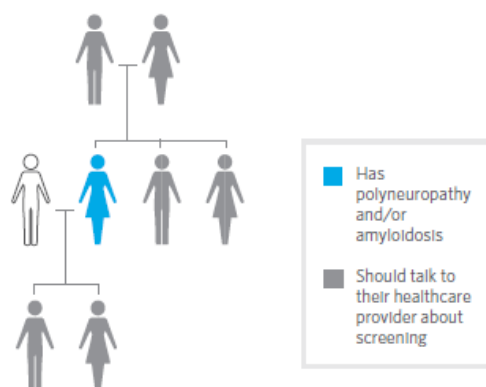 Has
polyneuropathy
and/or
amyloidosis
Should talk to
their healthcare
provider about
screening